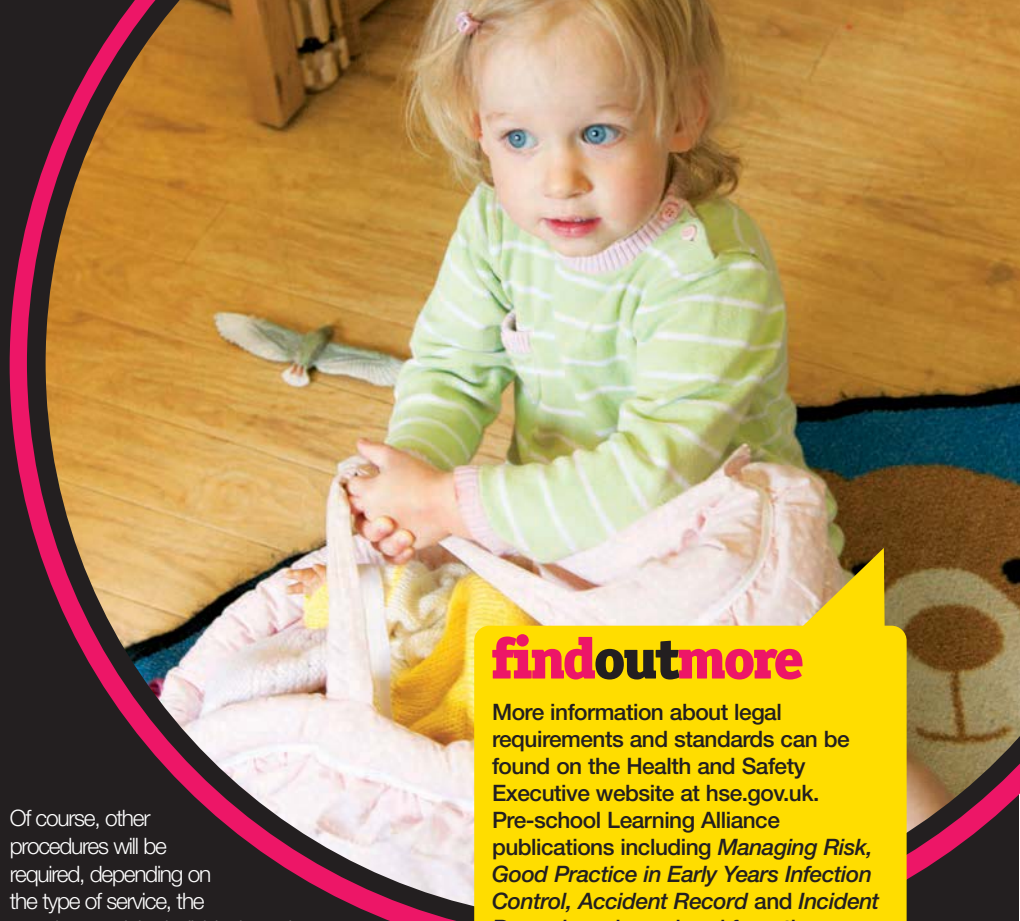 Of course, other
procedures will be
required, depending on
the type of service, the
findoutmore
More information about legal
requirements and standards can be
found on the Health and Safety
Executive website at hse.gov.uk.
Pre-school Learning Alliance
publications including Managing Risk,
Good Practice in Early Years Infection
Control, Accident Record and Incident